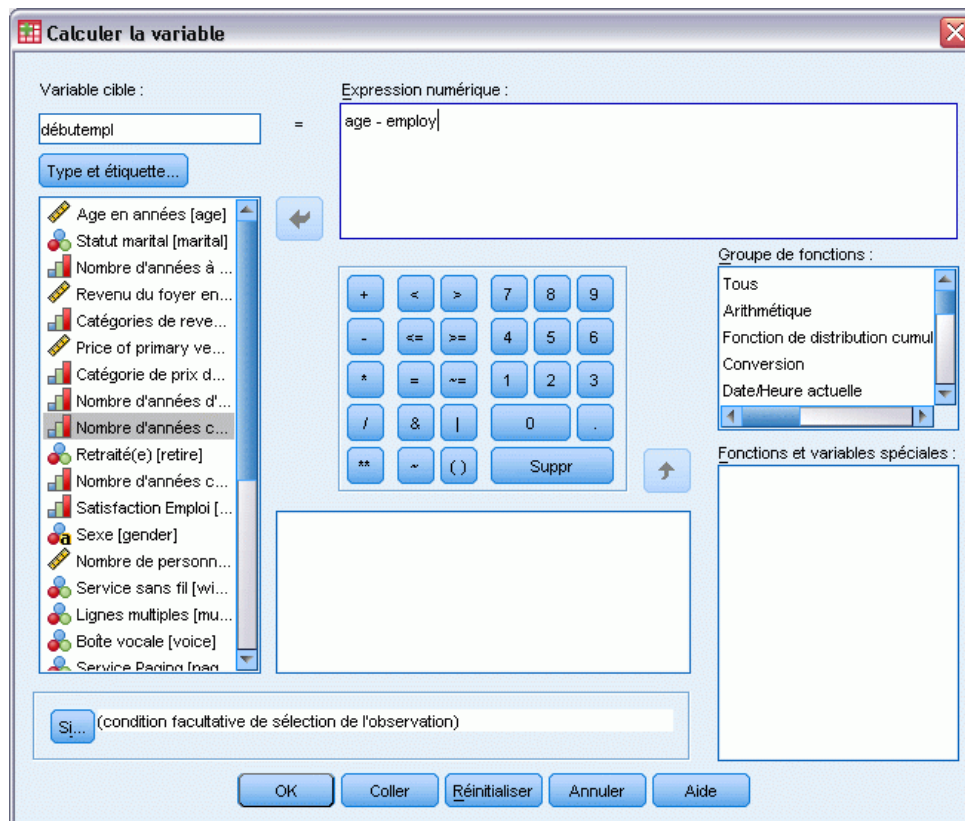 Calculer la variable
Variable cible :
débutempl
=
Expression numérique :
age - employ
Type et étiquette...
Age en années [age]
Statut marital [marital]
Nombre d'années à ...
Revenu du foyer en...
Catégories de reve...
Price of primary ve...
Catégorie de prix d...
Nombre d'années d'...
Nombre d'années c...
Retraité(e) [retire]
Nombre d'années c...
Satisfaction Emploi [...
Sexe [gender]
Nombre de personn...
Service sans fil [wi...
Lignes multiples [mu...
Boîte vocale [voice]
Service Paging [pag
+ < > 7 8 9
- <= >= 4 5 6
* = ~= 1 2 3
/ & | 0 .
** ~ ( ) Suppr
Groupe de fonctions :
Tous
Arithmétique
Fonction de distribution cumul
Conversion
Date/Heure actuelle
Fonctions et variables spéciales :
Si... (condition facultative de sélection de l'observation)
OK Coller Réinitialiser Annuler Aide